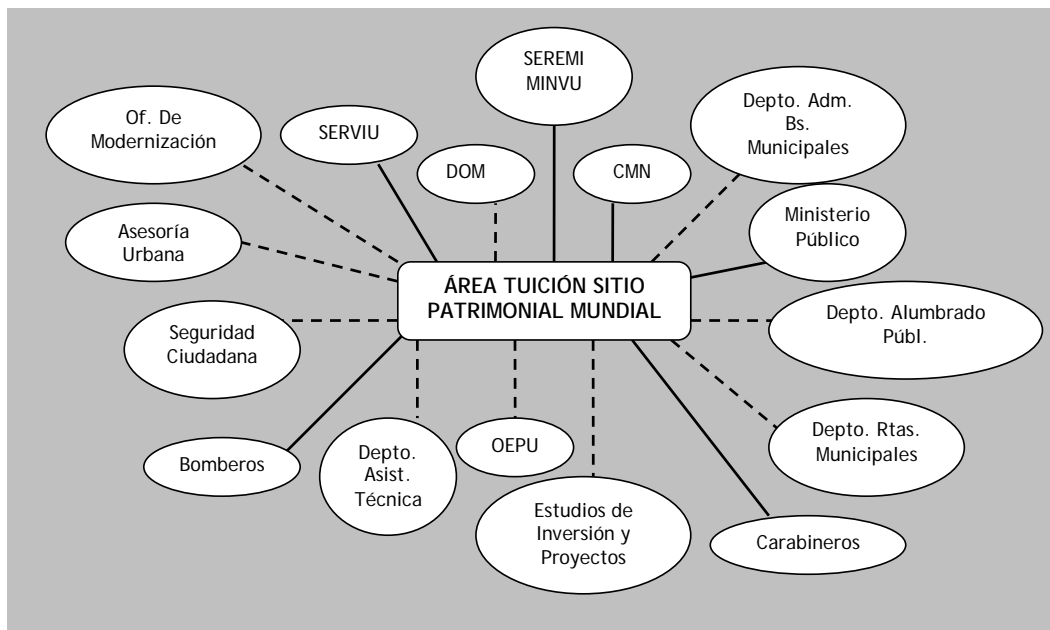 SEREMI
MINVU
Depto. Adm.
Bs.
Municipales
Of. De
Modernización
SERVIU
DOM
CMN
Ministerio
Público
Asesoría
Urbana
ÁREA TUICIÓN SITIO
PATRIMONIAL MUNDIAL
Depto. Alumbrado
Públ.
Seguridad
Ciudadana
Depto. Rtas.
Municipales
Bomberos
Depto.
Asist.
Técnica
OEPU
Estudios de
Inversión y
Proyectos
Carabineros